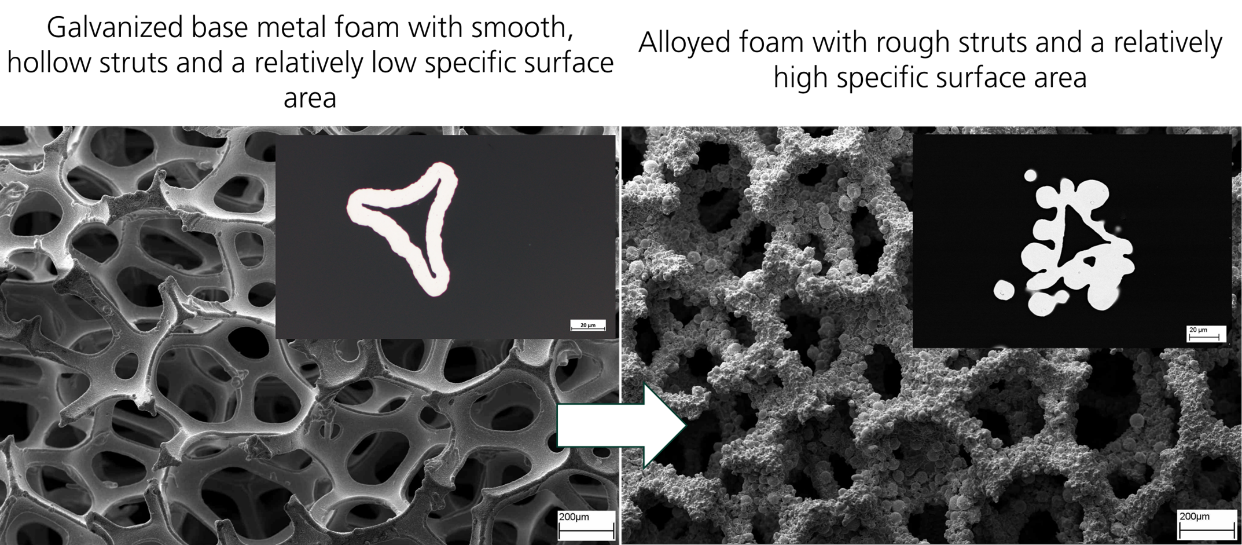 Galvanized base metal foam with smooth,
hollow struts and a relatively low specific surface
area
Alloyed foam with rough struts and a relatively
high specific surface area
20 µm
20 µm
200µm
200µm